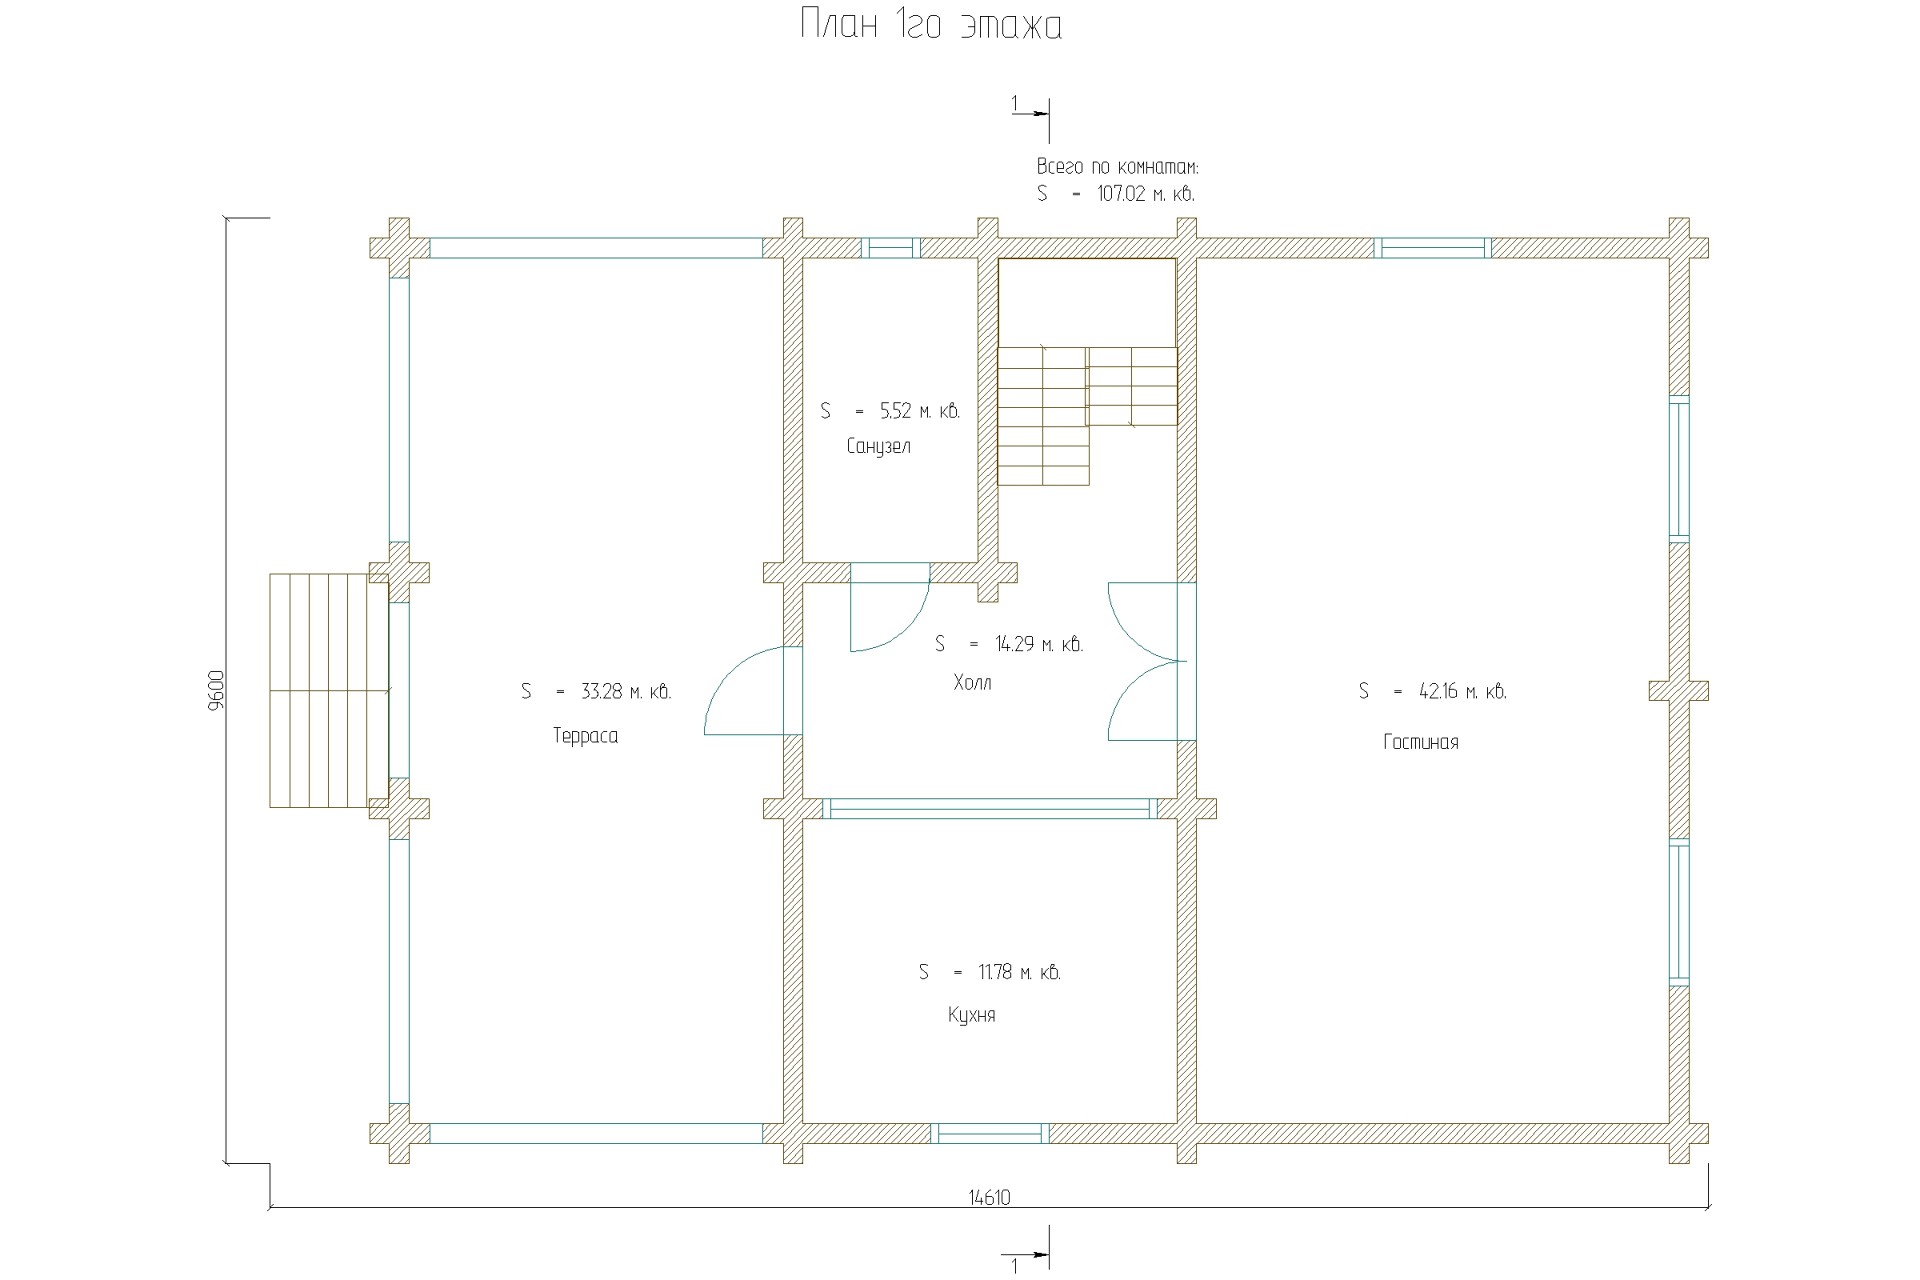 План 1го этажа
1
Всего по комнатам:
S = 107.02 м. кв.
S = 5.52 м. кв.
Санузел
S = 14.29 м. кв.
Холл
S = 33.28 м. кв.
Терраса
S = 42.16 м. кв.
Гостиная
9600
S = 11.78 м. кв.
Кухня
14610
1